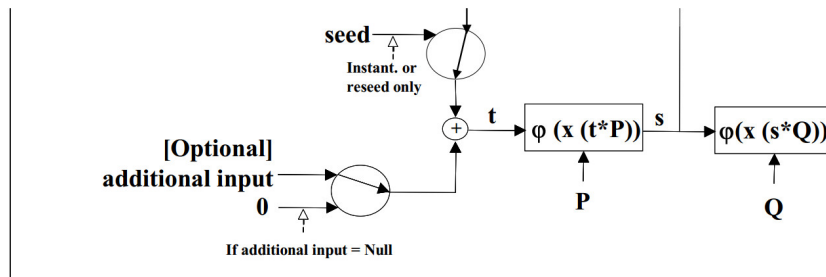 seed
Instant. or
reseed only
+
t
φ (x (t*P))
s
φ(x (s*Q))
[Optional]
additional input
0
P
Q
If additional input = Null